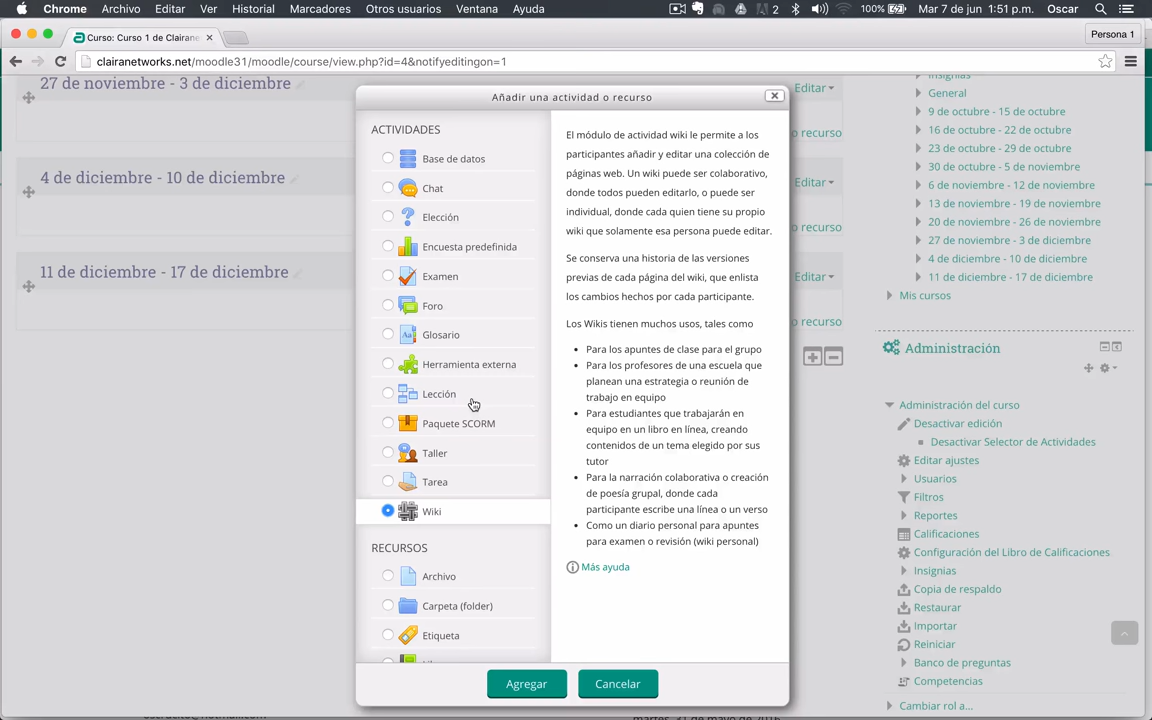 Chrome Archivo Editar Ver Historial Marcadores Otros usuarios Ventana Ayuda 2 100% Mar 7 de jun 1:51 p.m. Oscar
Curso: Curso 1 de Clairane Persona 1
clairanetworks.net/moodle31/moodle/course/view.php?id=4&notifyeditingon=1
27 de noviembre - 3 de diciembre
Editar
o recurso
4 de diciembre - 10 de diciembre
Editar
o recurso
11 de diciembre - 17 de diciembre
Editar
o recurso
Añadir una actividad o recurso
ACTIVIDADES
Base de datos
Chat
Elección
Encuesta predefinida
Examen
Foro
Glosario
Herramienta externa
Lección
Paquete SCORM
Taller
Tarea
Wiki
RECURSOS
Archivo
Carpeta (folder)
Etiqueta
El módulo de actividad wiki le permite a los
participantes añadir y editar una colección de
páginas web. Un wiki puede ser colaborativo,
donde todos pueden editarlo, o puede ser
individual, donde cada quien tiene su propio
wiki que solamente esa persona puede editar.
Se conserva una historia de las versiones
previas de cada página del wiki, que enlista
los cambios hechos por cada participante.
Los Wikis tienen muchos usos, tales como
• Para los apuntes de clase para el grupo
• Para los profesores de una escuela que
planean una estrategia o reunión de
trabajo en equipo
• Para estudiantes que trabajarán en
equipo en un libro en línea, creando
contenidos de un tema elegido por sus
tutor
• Para la narración colaborativa o creación
de poesía grupal, donde cada
participante escribe una línea o un verso
• Como un diario personal para apuntes
para examen o revisión (wiki personal)
Más ayuda
Agregar Cancelar
Insignias
General
9 de octubre - 15 de octubre
16 de octubre - 22 de octubre
23 de octubre - 29 de octubre
30 de octubre - 5 de noviembre
6 de noviembre - 12 de noviembre
13 de noviembre - 19 de noviembre
20 de noviembre - 26 de noviembre
27 de noviembre - 3 de diciembre
4 de diciembre - 10 de diciembre
11 de diciembre - 17 de diciembre
Mis cursos
Administración
Administración del curso
Desactivar edición
Desactivar Selector de Actividades
Editar ajustes
Usuarios
Filtros
Reportes
Calificaciones
Configuración del Libro de Calificaciones
Insignias
Copia de respaldo
Restaurar
Importar
Reiniciar
Banco de preguntas
Competencias
Cambiar rol a...